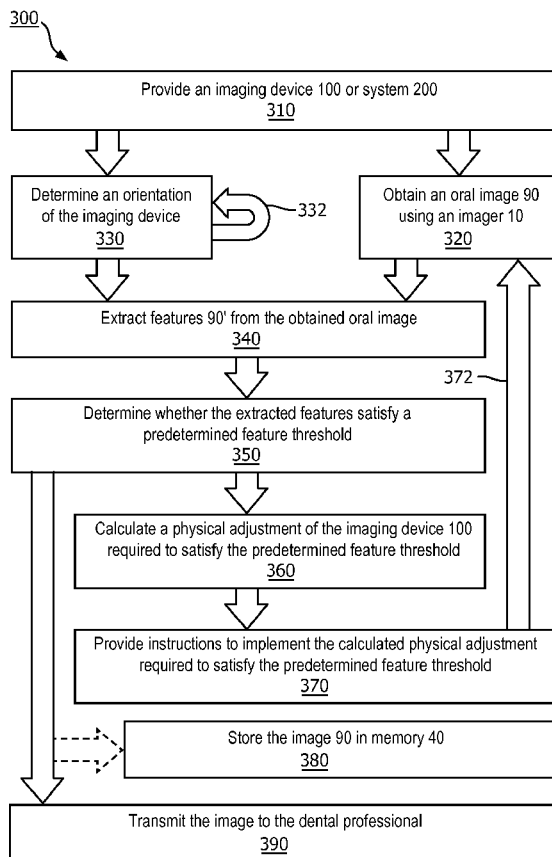 300
Provide an imaging device 100 or system 200
310
Determine an orientation
of the imaging device
330
332
Obtain an oral image 90
using an imager 10
320
Extract features 90' from the obtained oral image
340
372
Determine whether the extracted features satisfy a
predetermined feature threshold
350
Calculate a physical adjustment of the imaging device 100
required to satisfy the predetermined feature threshold
360
Provide instructions to implement the calculated physical adjustment
required to satisfy the predetermined feature threshold
370
Store the image 90 in memory 40
380
Transmit the image to the dental professional
390